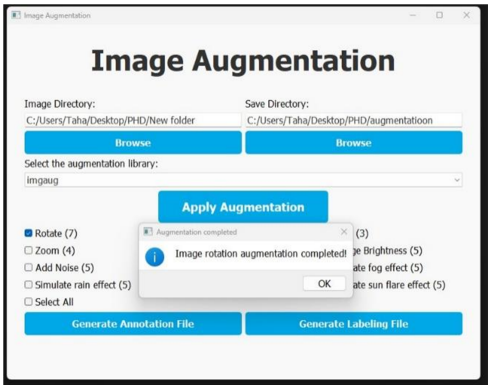 Image Augmentation
Image Augmentation
Image Directory: Save Directory:
C:/Users/Taha/Desktop/PHD/New folder C:/Users/Taha/Desktop/PHD/augmentatioon
Browse Browse
Select the augmentation library:
imgaug
Apply Augmentation
Augmentation completed
Rotate (7) (3)
Image rotation augmentation completed!
Zoom (4) ge Brightness (5)
Add Noise (5) ate fog effect (5)
OK
Simulate rain effect (5) ate sun flare effect (5)
Select All
Generate Annotation File Generate Labeling File